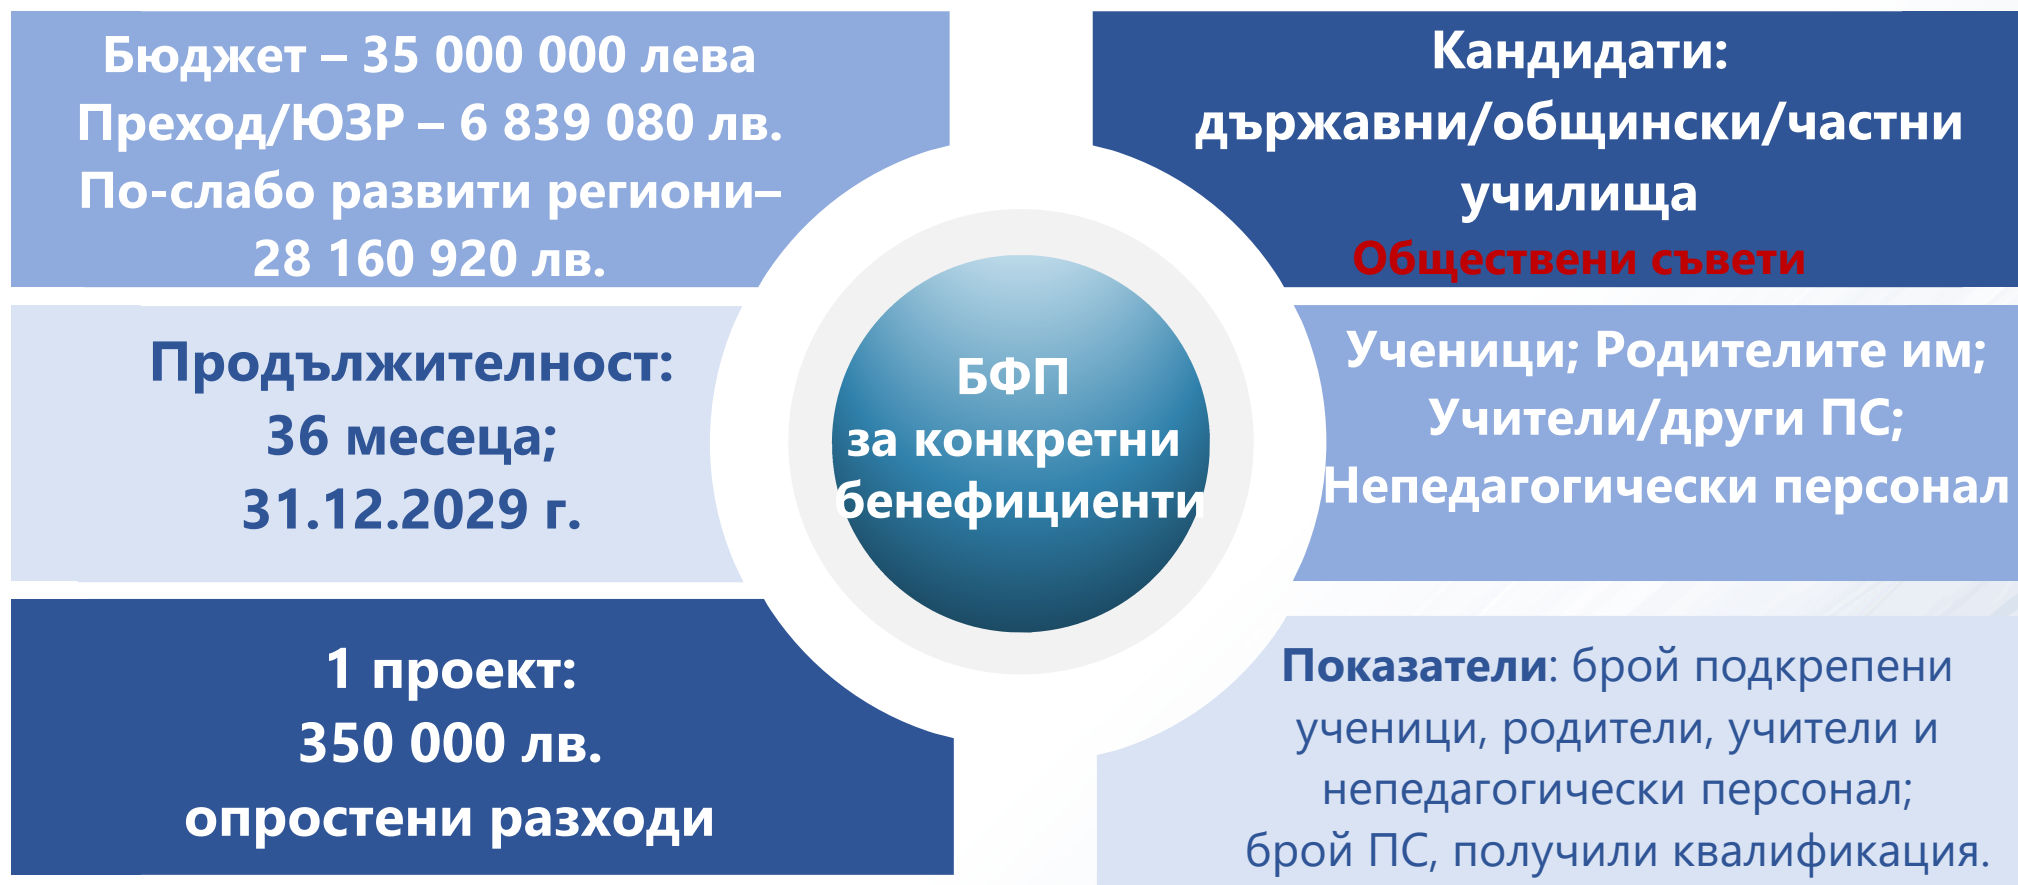 Бюджет – 35 000 000 лева
Преход/ЮЗР – 6 839 080 лв.
По-слабо развити региони–
28 160 920 лв.
Кандидати:
държавни/общински/частни
училища
Обществени съвети
Продължителност:
36 месеца;
31.12.2029 г.
БФП
за конкретни
бенефициенти
Ученици; Родителите им;
Учители/други ПС;
Непедагогически персонал
1 проект:
350 000 лв.
опростени разходи
Показатели: брой подкрепени
ученици, родители, учители и
непедагогически персонал;
брой ПС, получили квалификация.